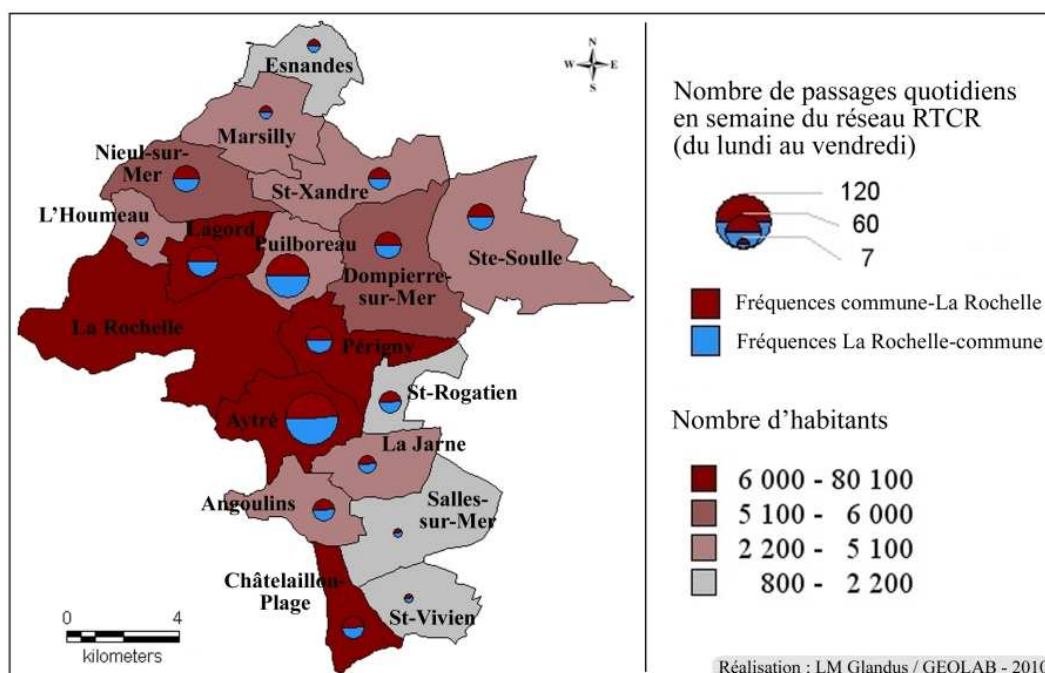 N
W E
S
Esnandes
Marsilly
Nieul-sur-
Mer
St-Xandre
L'Houmeau
Lagord
Puilboreau
Ste-Soulle
Dompierre-
sur-Mer
La Rochelle
Périgny
St-Rogatien
Aytré
La Jarne
Angoulins
Salles-
sur-Mer
Châtelaillon-
Plage
St-Vivien
0 4
kilometers
Nombre de passages quotidiens
en semaine du réseau RTCR
(du lundi au vendredi)
120
60
7
Fréquences commune-La Rochelle
Fréquences La Rochelle-commune
Nombre d'habitants
6 000 - 80 100
5 100 - 6 000
2 200 - 5 100
800 - 2 200
Réalisation : LM Glandus / GEOLAB - 2010